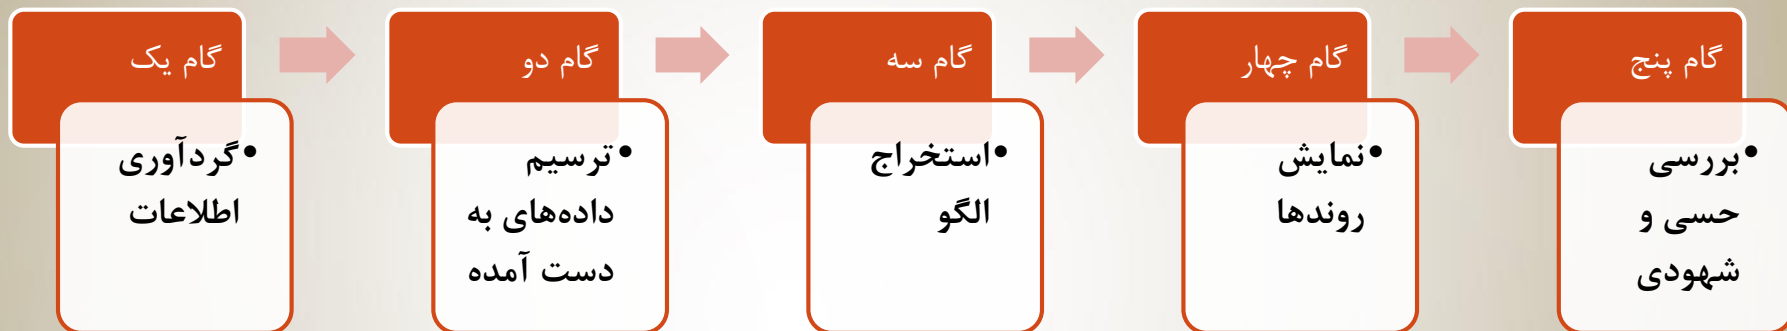 گام یک
•گردآوری
اطلاعات
گام دو
•ترسیم
داده‌های به
دست آمده
گام سه
•استخراج
الگو
گام چهار
•نمایش
روندها
گام پنج
•بررسی
حسی و
شهودی